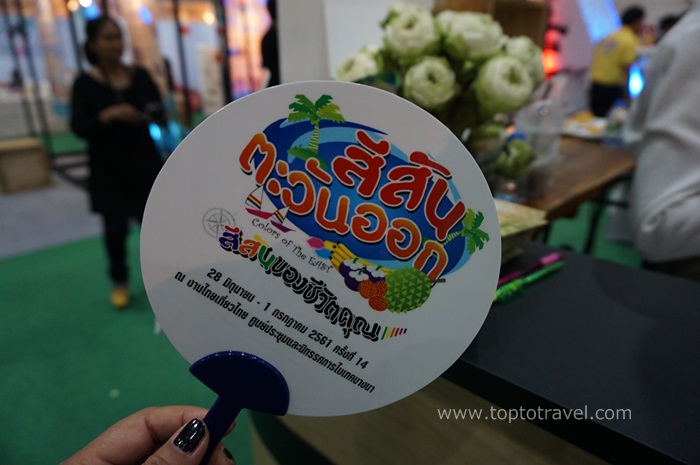 สีสัน
ตะวันออก
Colors of The EAST
สีสันของชีวิตคุณ
28 มิถุนายน - 1 กรกฎาคม 2561 ครั้งที่ 14
ณ งานไทยเที่ยวไทย ศูนย์ประชุมและนิทรรศการไบเทคบางนา
www.toptotravel.com